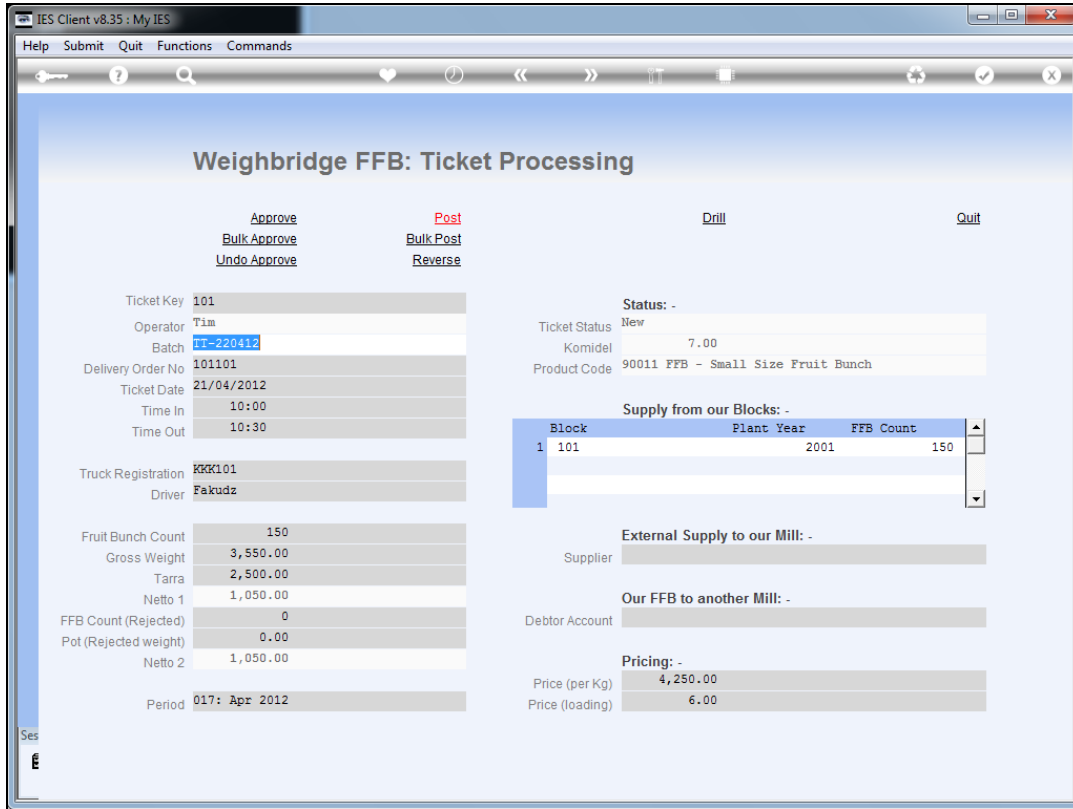 IES Client v8.35 : My IES
Help Submit Quit Functions Commands
Weighbridge FFB: Ticket Processing
Approve Post Drill Quit
Bulk Approve Bulk Post
Undo Approve Reverse
Ticket Key 101
Operator Tim
Batch TT-220412
Delivery Order No 101101
Ticket Date 21/04/2012
Time In 10:00
Time Out 10:30
Truck Registration KKK101
Driver Fakudz
Fruit Bunch Count 150
Gross Weight 3,550.00
Tarra 2,500.00
Netto 1 1,050.00
FFB Count (Rejected) 0
Pot (Rejected weight) 0.00
Netto 2 1,050.00
Period 017: Apr 2012
Status: -
Ticket Status New
Komidel 7.00
Product Code 90011 FFB - Small Size Fruit Bunch
Supply from our Blocks: -
Block Plant Year FFB Count
1 101 2001 150
External Supply to our Mill: -
Supplier
Our FFB to another Mill: -
Debtor Account
Pricing: -
Price (per Kg) 4,250.00
Price (loading) 6.00
Ses